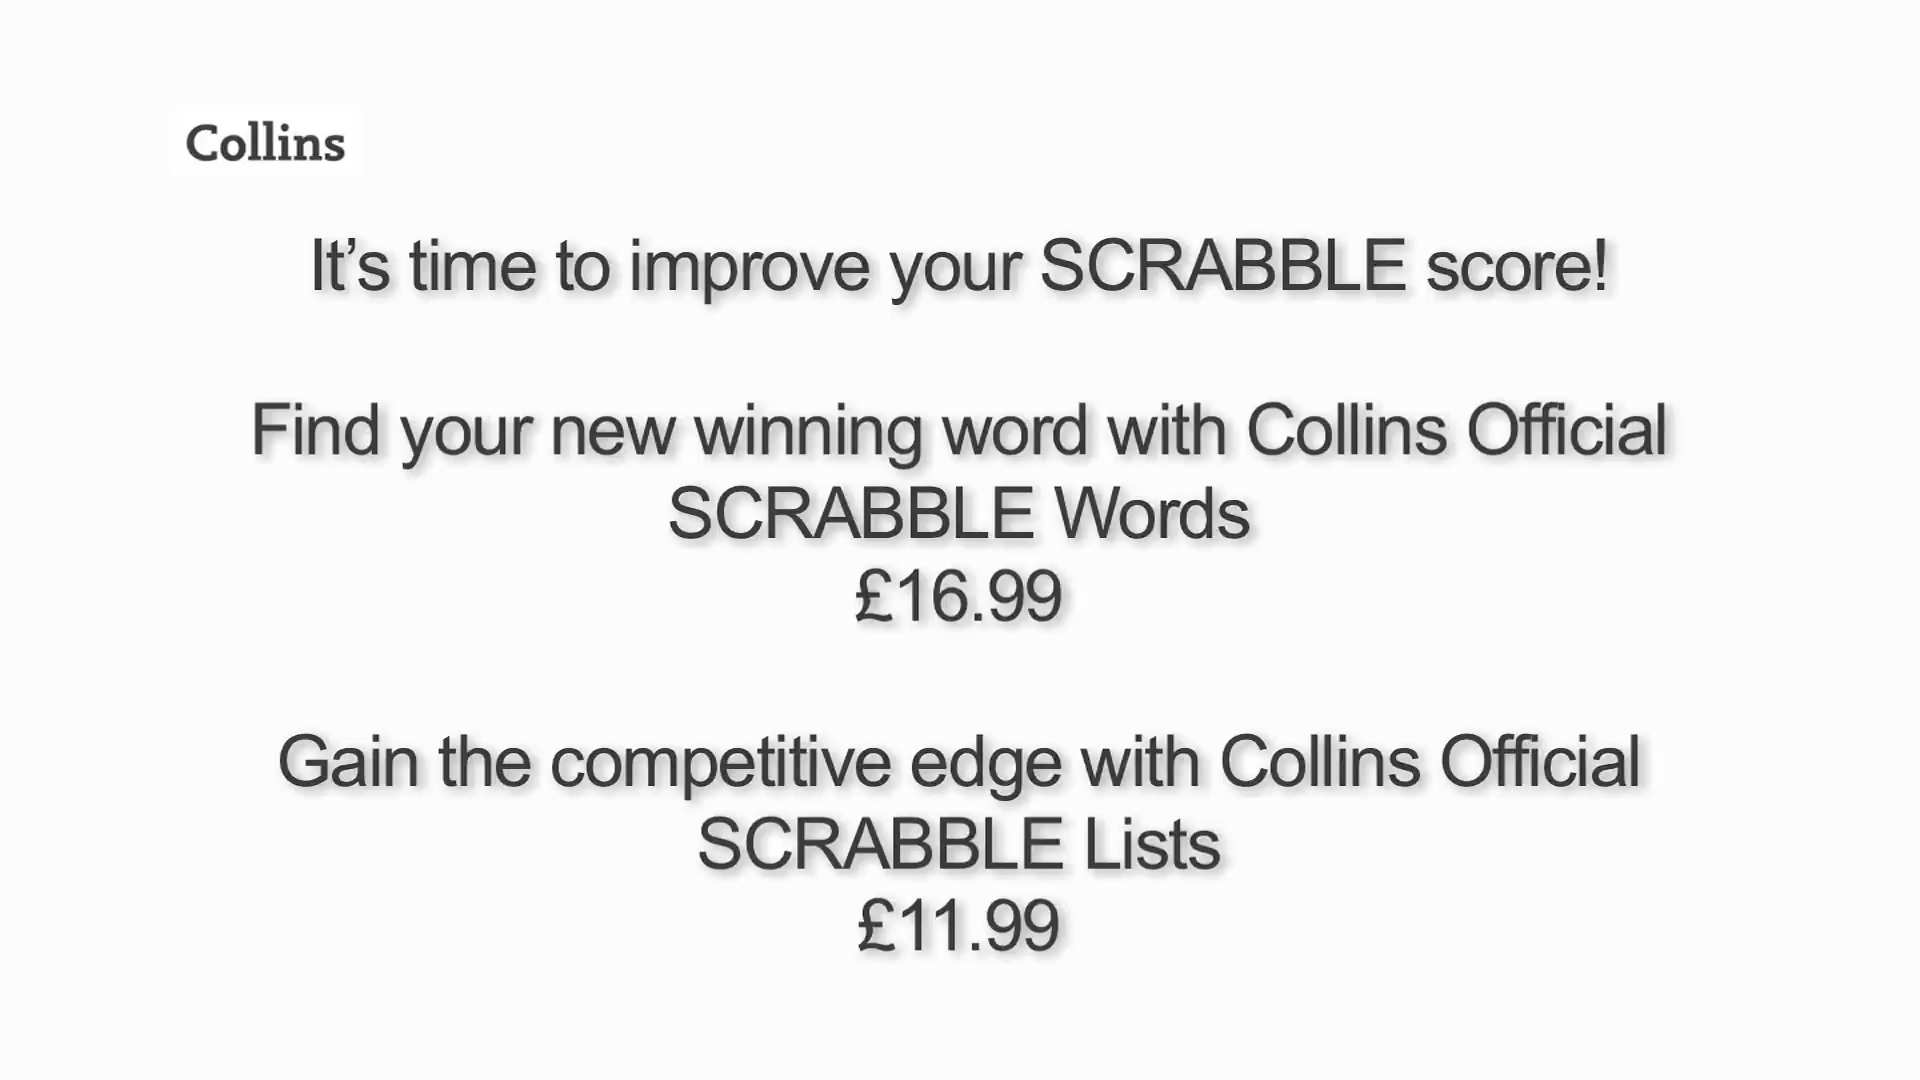 Collins
It’s time to improve your SCRABBLE score!
Find your new winning word with Collins Official
SCRABBLE Words
£16.99
Gain the competitive edge with Collins Official
SCRABBLE Lists
£11.99